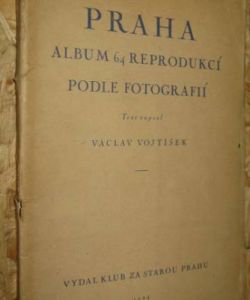 PRAHA
ALBUM 64 REPRODUKCÍ
PODLE FOTOGRAFIÍ
Text napsal
VÁCLAV VOJTÍŠEK
VYDAL KLUB ZA STAROU PRAHU